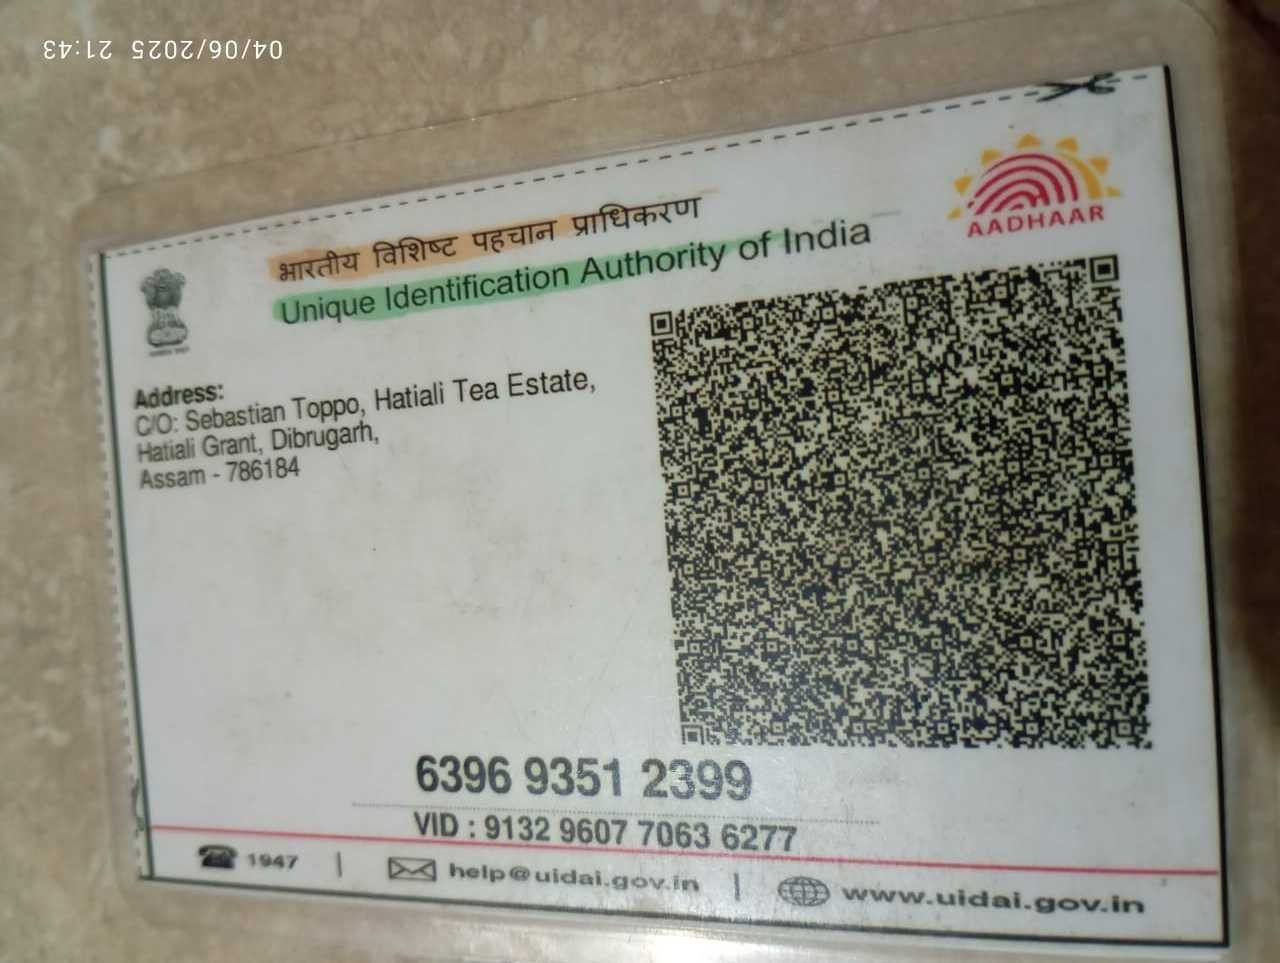 04/06/2025 21:43
भारतीय विशिष्ट पहचान प्राधिकरण
Unique Identification Authority of India
AADHAAR
Address:
C/O: Sebastian Toppo, Hatiali Tea Estate,
Hatiali Grant, Dibrugarh,
Assam - 786184
6396 9351 2399
VID : 9132 9607 7063 6277
1947 | help@uidai.gov.in | www.uidai.gov.in